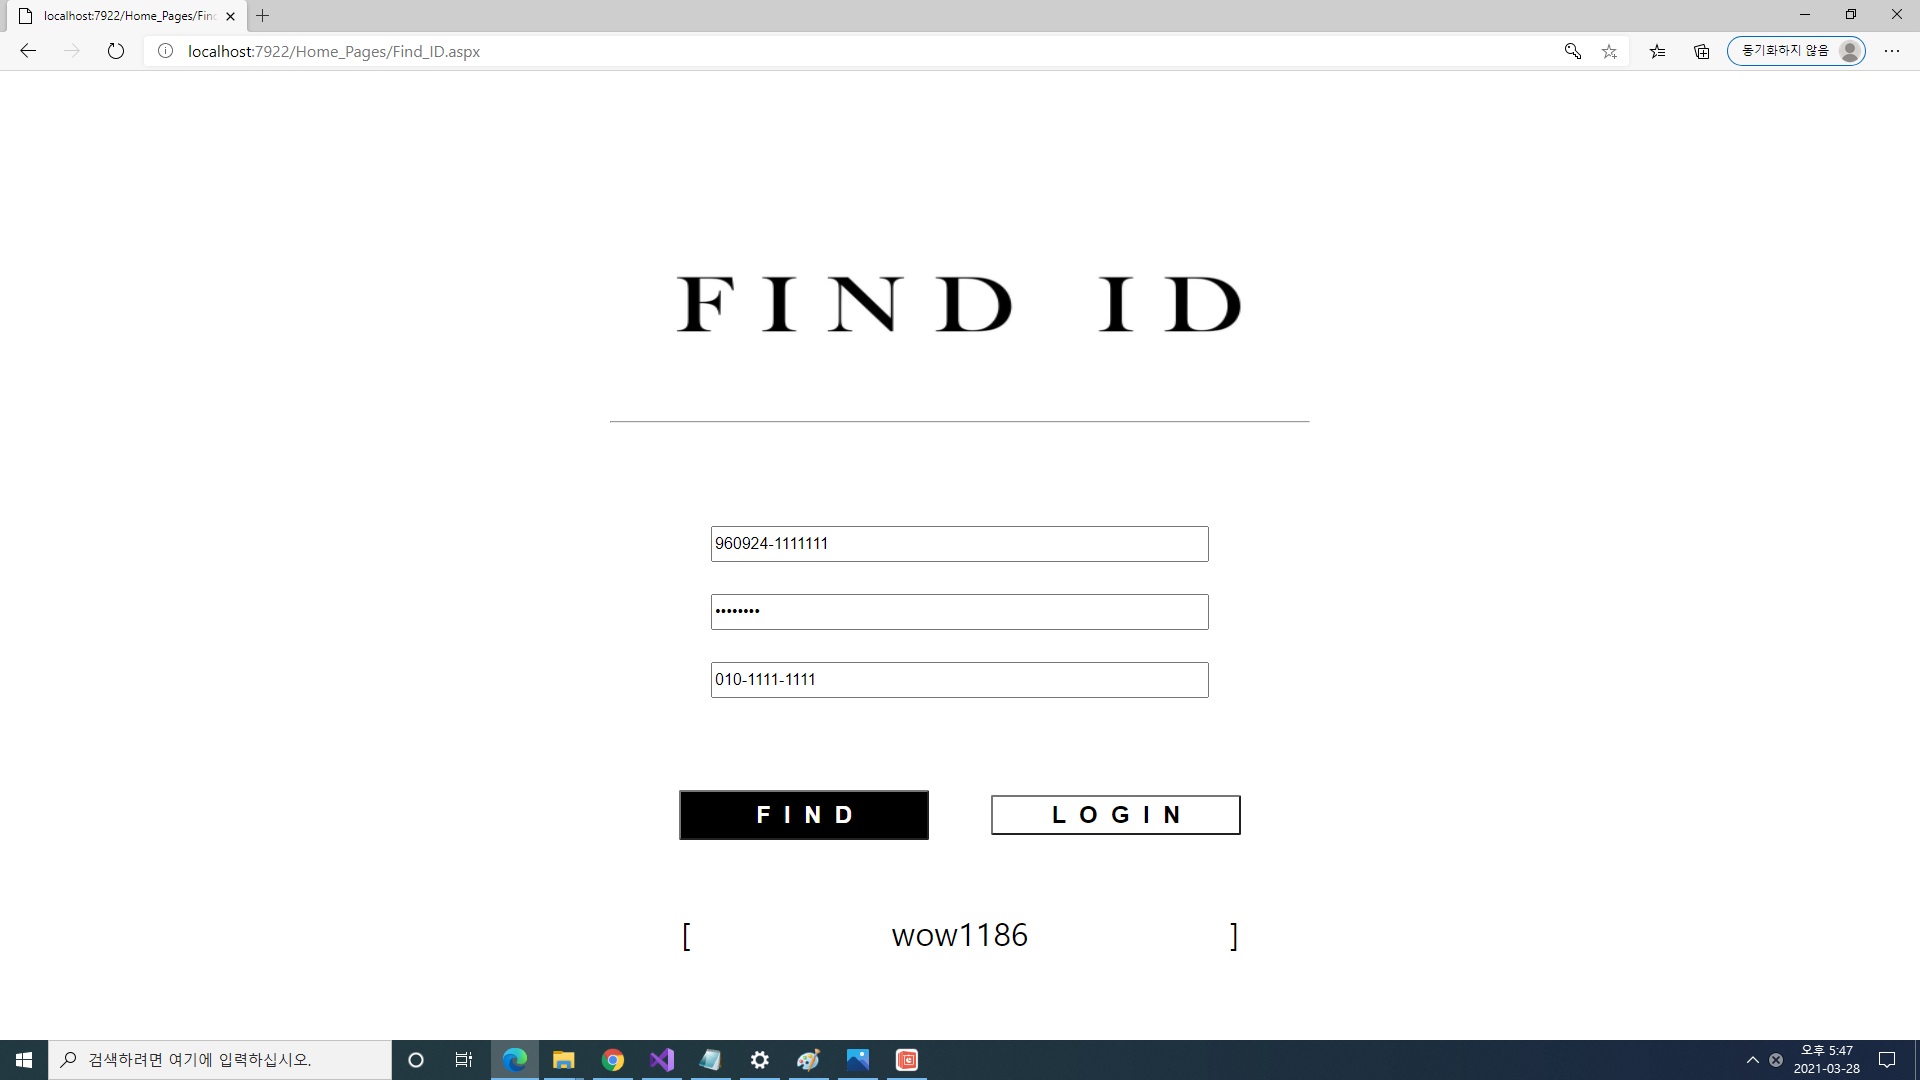 localhost:7922/Home_Pages/Find
localhost:7922/Home_Pages/Find_ID.aspx
동기화하지 않음
FIND ID
960924-1111111
••••••••
010-1111-1111
FIND
LOGIN
[ wow1186 ]
검색하려면 여기에 입력하십시오.
오후 5:47
2021-03-28